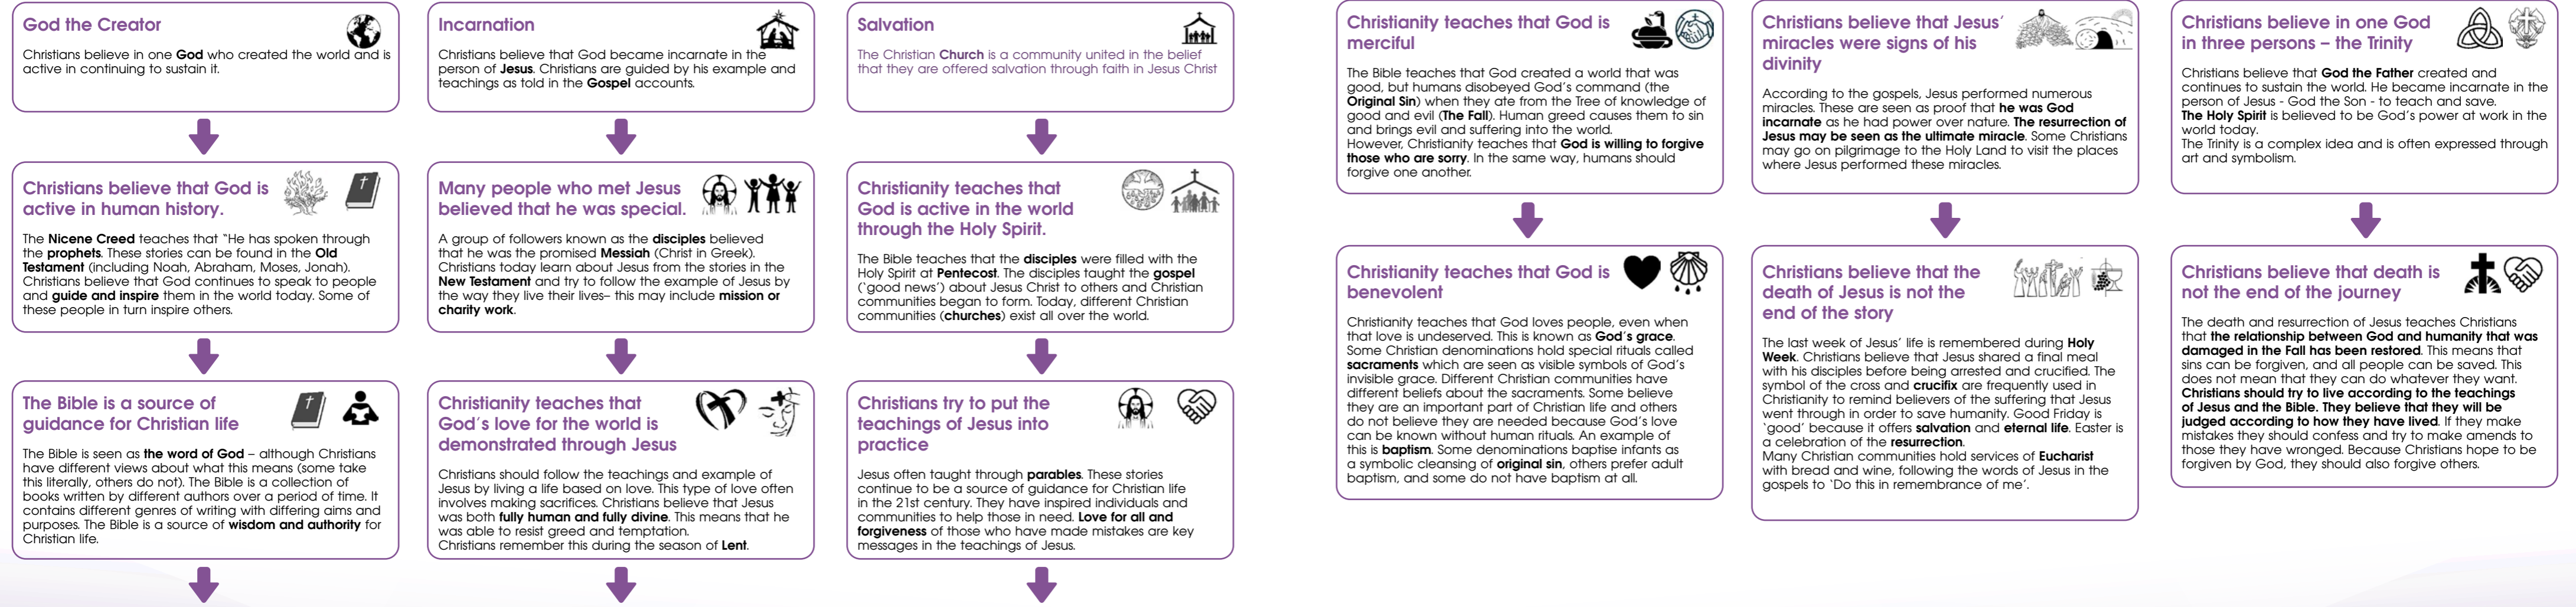 God the Creator
Christians believe in one God who created the world and is
active in continuing to sustain it.
Christians believe that God is
active in human history.
The Nicene Creed teaches that “He has spoken through
the prophets. These stories can be found in the Old
Testament (including Noah, Abraham, Moses, Jonah).
Christians believe that God continues to speak to people
and guide and inspire them in the world today. Some of
these people in turn inspire others.
The Bible is a source of
guidance for Christian life
The Bible is seen as the word of God – although Christians
have different views about what this means (some take
this literally, others do not). The Bible is a collection of
books written by different authors over a period of time. It
contains different genres of writing with differing aims and
purposes. The Bible is a source of wisdom and authority for
Christian life.
Incarnation
Christians believe that God became incarnate in the
person of Jesus. Christians are guided by his example and
teachings as told in the Gospel accounts.
Many people who met Jesus
believed that he was special.
A group of followers known as the disciples believed
that he was the promised Messiah (Christ in Greek).
Christians today learn about Jesus from the stories in the
New Testament and try to follow the example of Jesus by
the way they live their lives– this may include mission or
charity work.
Christianity teaches that
God’s love for the world is
demonstrated through Jesus
Christians should follow the teachings and example of
Jesus by living a life based on love. This type of love often
involves making sacrifices. Christians believe that Jesus
was both fully human and fully divine. This means that he
was able to resist greed and temptation.
Christians remember this during the season of Lent.
Salvation
The Christian Church is a community united in the belief
that they are offered salvation through faith in Jesus Christ
Christianity teaches that
God is active in the world
through the Holy Spirit.
The Bible teaches that the disciples were filled with the
Holy Spirit at Pentecost. The disciples taught the gospel
(‘good news’) about Jesus Christ to others and Christian
communities began to form. Today, different Christian
communities (churches) exist all over the world.
Christians try to put the
teachings of Jesus into
practice
Jesus often taught through parables. These stories
continue to be a source of guidance for Christian life
in the 21st century. They have inspired individuals and
communities to help those in need. Love for all and
forgiveness of those who have made mistakes are key
messages in the teachings of Jesus.
Christianity teaches that God is
merciful
The Bible teaches that God created a world that was
good, but humans disobeyed God’s command (the
Original Sin) when they ate from the Tree of knowledge of
good and evil (The Fall). Human greed causes them to sin
and brings evil and suffering into the world.
However, Christianity teaches that God is willing to forgive
those who are sorry. In the same way, humans should
forgive one another.
Christianity teaches that God is
benevolent
Christianity teaches that God loves people, even when
that love is undeserved. This is known as God’s grace.
Some Christian denominations hold special rituals called
sacraments which are seen as visible symbols of God’s
invisible grace. Different Christian communities have
different beliefs about the sacraments. Some believe
they are an important part of Christian life and others
do not believe they are needed because God’s love
can be known without human rituals. An example of
this is baptism. Some denominations baptise infants as
a symbolic cleansing of original sin, others prefer adult
baptism, and some do not have baptism at all.
Christians believe that Jesus’
miracles were signs of his
divinity
According to the gospels, Jesus performed numerous
miracles. These are seen as proof that he was God
incarnate as he had power over nature. The resurrection of
Jesus may be seen as the ultimate miracle. Some Christians
may go on pilgrimage to the Holy Land to visit the places
where Jesus performed these miracles.
Christians believe that the
death of Jesus is not the
end of the story
The last week of Jesus’ life is remembered during Holy
Week. Christians believe that Jesus shared a final meal
with his disciples before being arrested and crucified. The
symbol of the cross and crucifix are frequently used in
Christianity to remind believers of the suffering that Jesus
went through in order to save humanity. Good Friday is
‘good’ because it offers salvation and eternal life. Easter is
a celebration of the resurrection.
Many Christian communities hold services of Eucharist
with bread and wine, following the words of Jesus in the
gospels to ‘Do this in remembrance of me’.
Christians believe in one God
in three persons – the Trinity
Christians believe that God the Father created and
continues to sustain the world. He became incarnate in the
person of Jesus - God the Son - to teach and save.
The Holy Spirit is believed to be God’s power at work in the
world today.
The Trinity is a complex idea and is often expressed through
art and symbolism.
Christians believe that death is
not the end of the journey
The death and resurrection of Jesus teaches Christians
that the relationship between God and humanity that was
damaged in the Fall has been restored. This means that
sins can be forgiven, and all people can be saved. This
does not mean that they can do whatever they want.
Christians should try to live according to the teachings
of Jesus and the Bible. They believe that they will be
judged according to how they have lived. If they make
mistakes they should confess and try to make amends to
those they have wronged. Because Christians hope to be
forgiven by God, they should also forgive others.